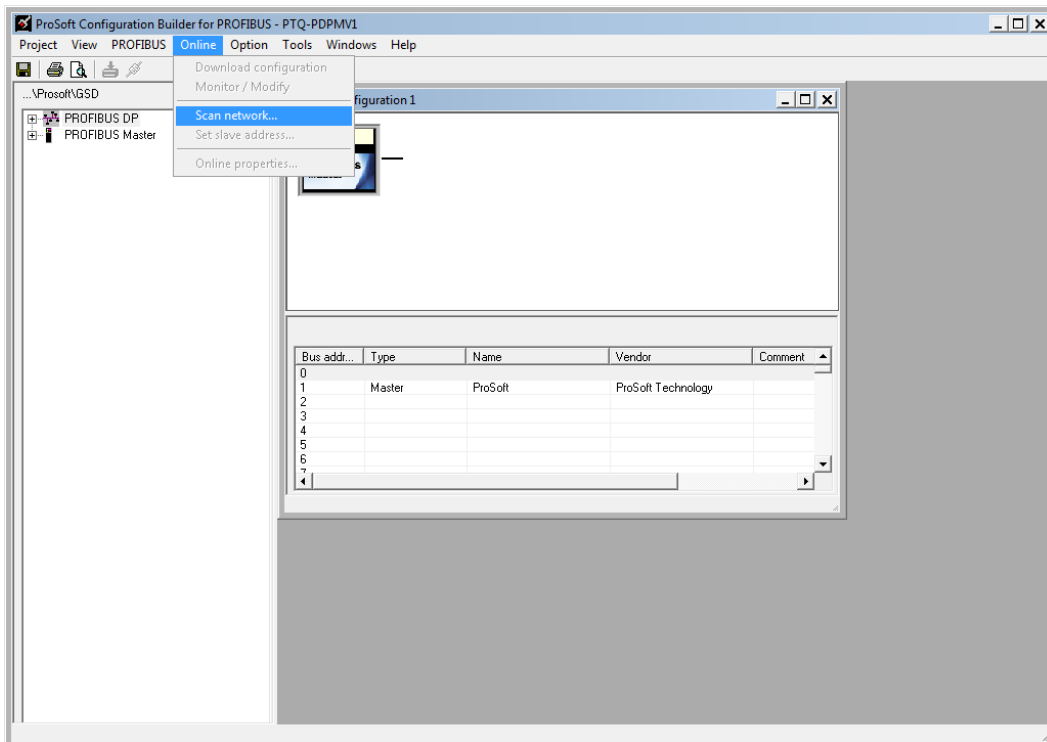 ProSoft Configuration Builder for PROFIBUS - PTQ-PDPMV1
Project View PROFIBUS Online Option Tools Windows Help
Download configuration
Monitor / Modify
Scan network...
Set slave address...
Online properties...
...\Prosoft\GSD
PROFIBUS DP
PROFIBUS Master
figuration 1
Bus addr... Type Name Vendor Comment
0
1 Master ProSoft ProSoft Technology
2
3
4
5
6